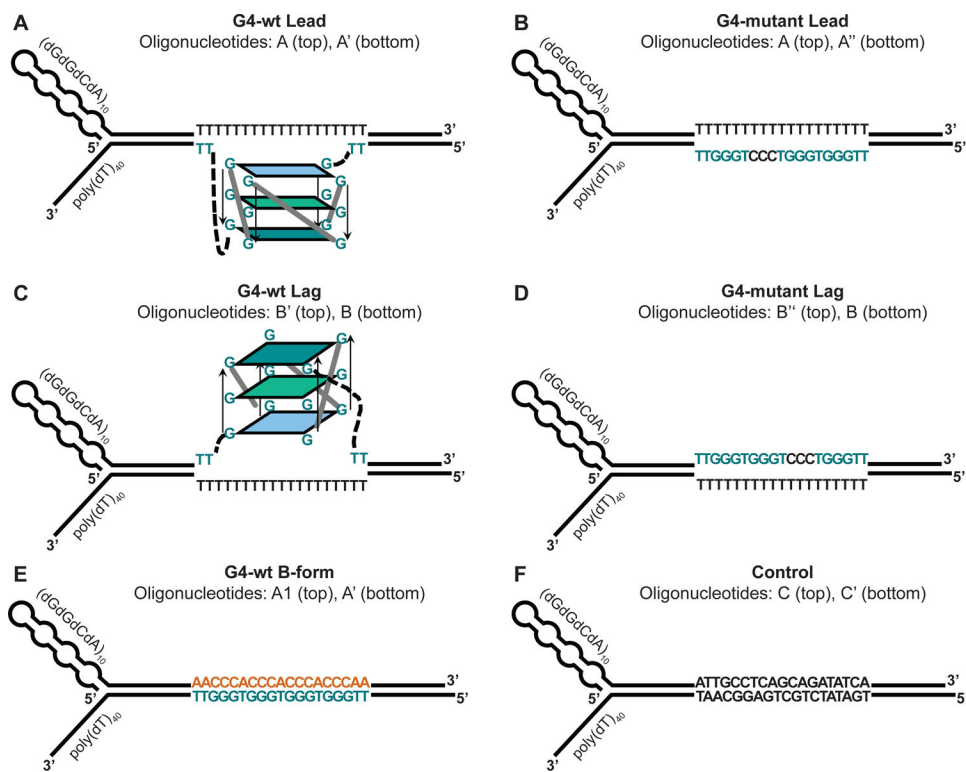 A
G4-wt Lead
Oligonucleotides: A (top), A’ (bottom)
(dGdGdCdA)10
TTTTTTTTTTTTTTTTTTT
3’
5’
5’
TT
TT
poly(dT)40
3’
G
G
G
G
G
G
G
G
G
G
G
G
B
G4-mutant Lead
Oligonucleotides: A (top), A’’ (bottom)
(dGdGdCdA)10
TTTTTTTTTTTTTTTTTTT
3’
5’
5’
TTGGGTCCCTGGGTGGGTT
poly(dT)40
3’
C
G4-wt Lag
Oligonucleotides: B’ (top), B (bottom)
G
G
G
G
G
G
G
G
G
G
G
G
(dGdGdCdA)10
TT
TT
3’
5’
5’
TTTTTTTTTTTTTTTTTTT
poly(dT)40
3’
D
G4-mutant Lag
Oligonucleotides: B’‘ (top), B (bottom)
(dGdGdCdA)10
TTGGGTGGGTCCCTGGGTT
3’
5’
5’
TTTTTTTTTTTTTTTTTTT
poly(dT)40
3’
E
G4-wt B-form
Oligonucleotides: A1 (top), A’ (bottom)
(dGdGdCdA)10
AACCCACCCACCCACCCAA
3’
5’
TTGGGTGGGTGGGTGGGTT
5’
poly(dT)40
3’
F
Control
Oligonucleotides: C (top), C’ (bottom)
(dGdGdCdA)10
ATTGCCTCAGCAGATATCA
3’
5’
TAACGGAGTCGTCTATAGT
5’
poly(dT)40
3’